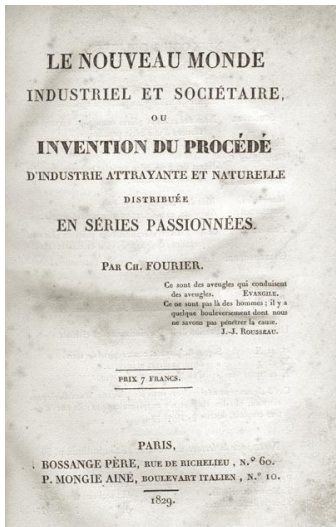 LE NOUVEAU MONDE
INDUSTRIEL ET SOCIÉTAIRE,
OU
INVENTION DU PROCÉDÉ
D'INDUSTRIE ATTRAYANTE ET NATURELLE
DISTRIBUÉE
EN SÉRIES PASSIONNÉES.
PAR CH. FOURIER.
Ce sont des aveugles qui conduisent
des aveugles. EVANGILE.
Ce ne sont pas là des hommes; il y a
quelque bouleversement dont nous
ne savons pas pénétrer la cause.
J.-J. ROUSSEAU.
PRIX 7 FRANCS.
PARIS,
BOSSANGE PÈRE, RUE DE RICHELIEU, N.º 60.
P. MONGIE AINÉ, BOULEVART ITALIEN, N.º 10.
1829.